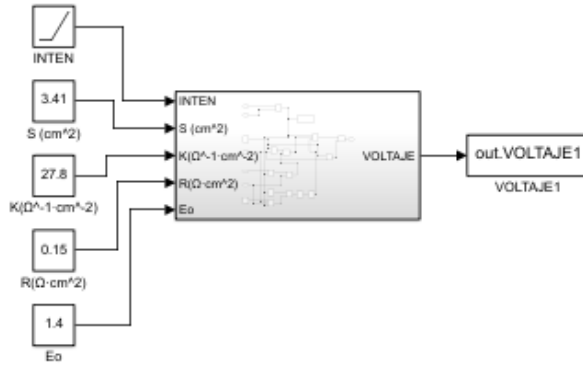 INTEN
3.41
S (cm^2)
27.8
K(Ω^-1·cm^-2)
0.15
R(Ω·cm^2)
1.4
Eo
INTEN
S (cm^2)
K(Ω^-1·cm^-2)
R(Ω·cm^2)
Eo
VOLTAJE
out.VOLTAJE1
VOLTAJE1